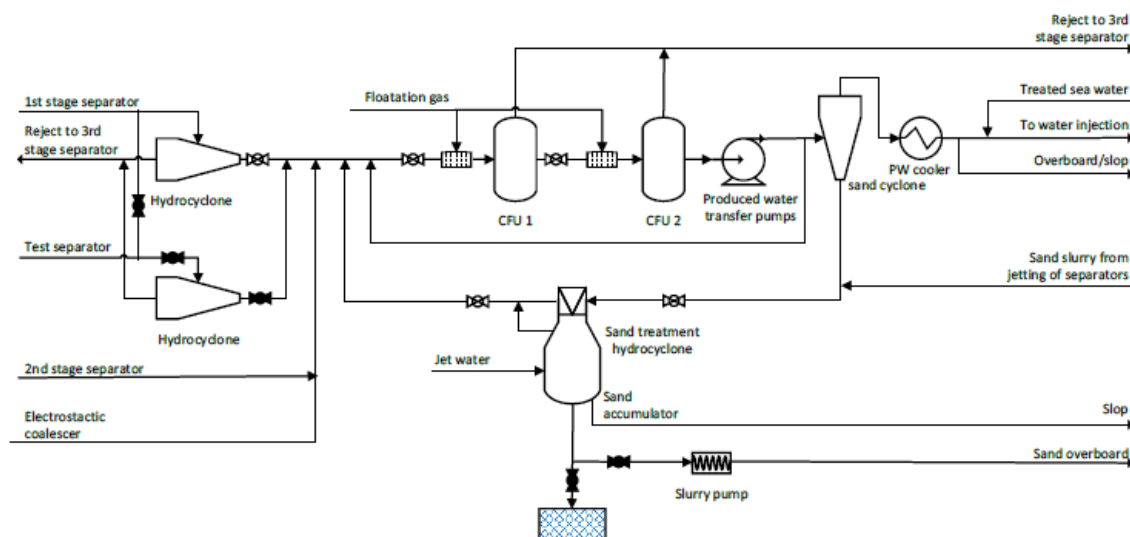 Reject to 3rd
stage separator
1st stage separator
Floatation gas
Treated sea water
Reject to 3rd
stage separator
To water injection
Overboard/slop
PW cooler
sand cyclone
Hydrocyclone
CFU 1
CFU 2
Produced water
transfer pumps
Test separator
Sand slurry from
jetting of separators
Hydrocyclone
Sand treatment
hydrocyclone
Jet water
2nd stage separator
Sand
accumulator
Electrostactic
coalescer
Slop
Sand overboard
Slurry pump